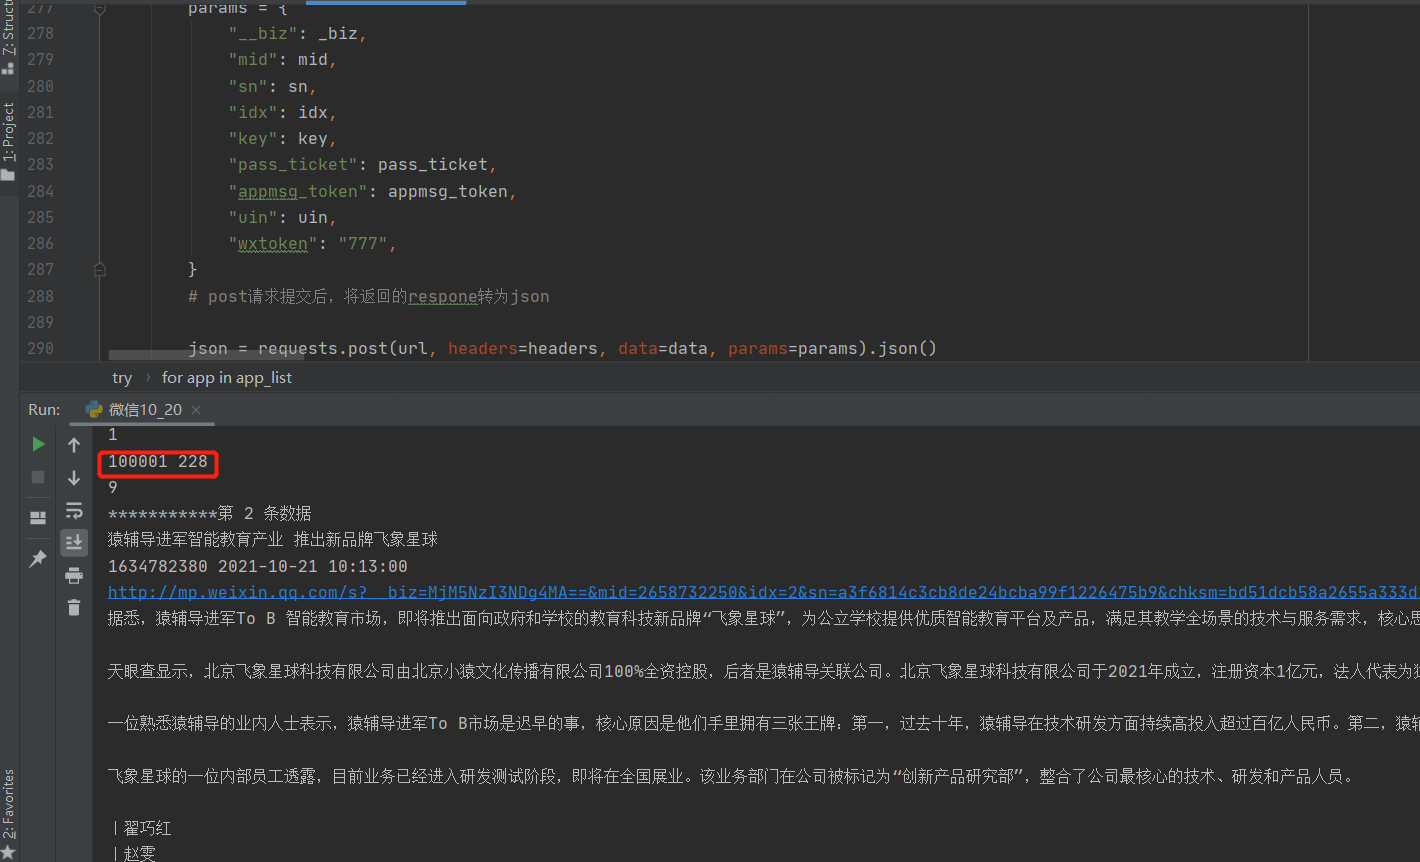 7: Struct
1: Project
277 params = {
278 "__biz": _biz,
279 "mid": mid,
280 "sn": sn,
281 "idx": idx,
282 "key": key,
283 "pass_ticket": pass_ticket,
284 "appmsg_token": appmsg_token,
285 "uin": uin,
286 "wxtoken": "777",
287 }
288 # post请求提交后，将返回的respone转为json
289
290 json = requests.post(url, headers=headers, data=data, params=params).json()
try › for app in app_list
Run: 微信10_20 ×
1
100001 228
9
***********第 2 条数据
猿辅导进军智能教育产业 推出新品牌飞象星球
1634782380 2021-10-21 10:13:00
http://mp.weixin.qq.com/s?__biz=MjM5NzI3NDg4MA==&mid=2658732250&idx=2&sn=a3f6814c3cb8de24bcba99f1226475b9&chksm=bd51dcb58a2655a333d
据悉，猿辅导进军To B 智能教育市场，即将推出面向政府和学校的教育科技新品牌“飞象星球”，为公立学校提供优质智能教育平台及产品，满足其教学全场景的技术与服务需求，核心思
天眼查显示，北京飞象星球科技有限公司由北京小猿文化传播有限公司100%全资控股，后者是猿辅导关联公司。北京飞象星球科技有限公司于2021年成立，注册资本1亿元，法人代表为猿
一位熟悉猿辅导的业内人士表示，猿辅导进军To B市场是迟早的事，核心原因是他们手里拥有三张王牌：第一，过去十年，猿辅导在技术研发方面持续高投入超过百亿人民币。第二，猿辅
飞象星球的一位内部员工透露，目前业务已经进入研发测试阶段，即将在全国展业。该业务部门在公司被标记为“创新产品研究部”，整合了公司最核心的技术、研发和产品人员。
｜翟巧红
｜赵雯
2: Favorites